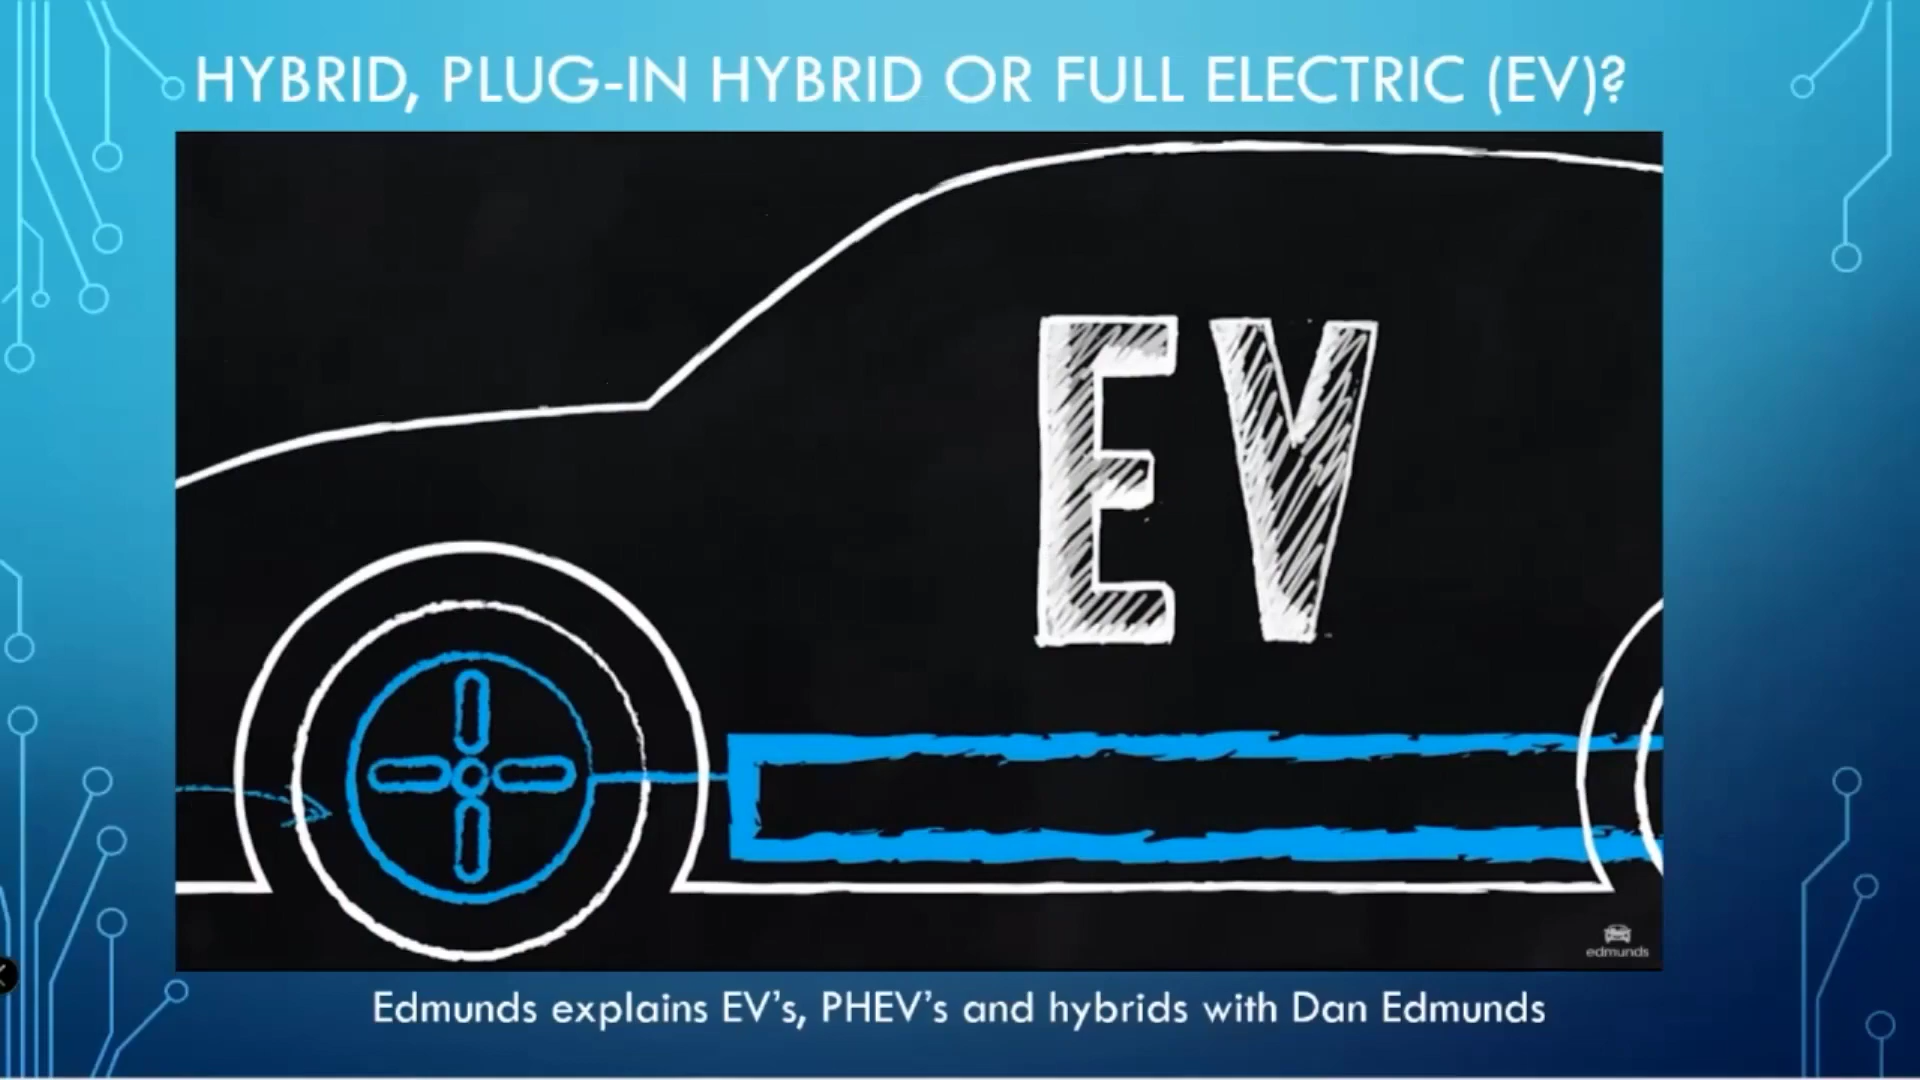 HYBRID, PLUG-IN HYBRID OR FULL ELECTRIC (EV)?
EV
edmunds
Edmunds explains EV's, PHEV's and hybrids with Dan Edmunds